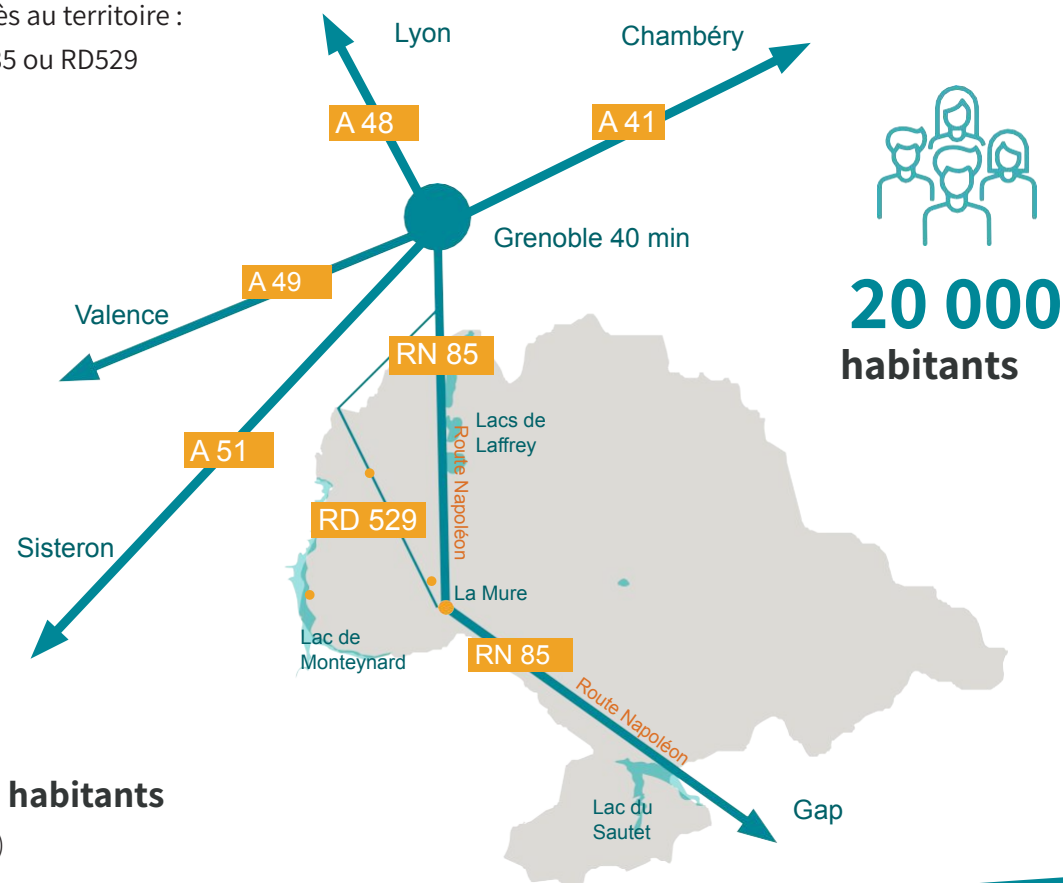 ès au territoire :
35 ou RD529
Lyon
Chambéry
A 48
A 41
Grenoble 40 min
A 49
Valence
20 000
habitants
RN 85
Lacs de
Laffrey
Route Napoléon
A 51
RD 529
Sisteron
La Mure
Lac de
Monteynard
RN 85
Route Napoléon
habitants
)
Lac du
Sautet
Gap